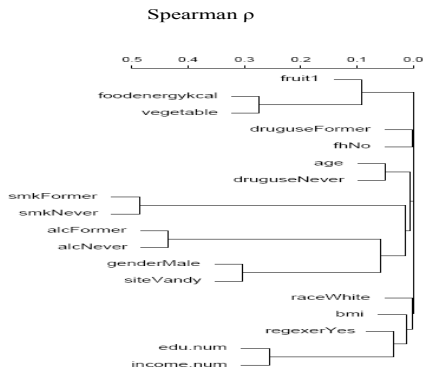 Spearman ρ
0.5 0.4 0.3 0.2 0.1 0.0
fruit1
foodenergykcal
vegetable
druguseFormer
fhNo
age
druguseNever
smkFormer
smkNever
alcFormer
alcNever
genderMale
siteVandy
raceWhite
bmi
regexerYes
edu.num
income.num